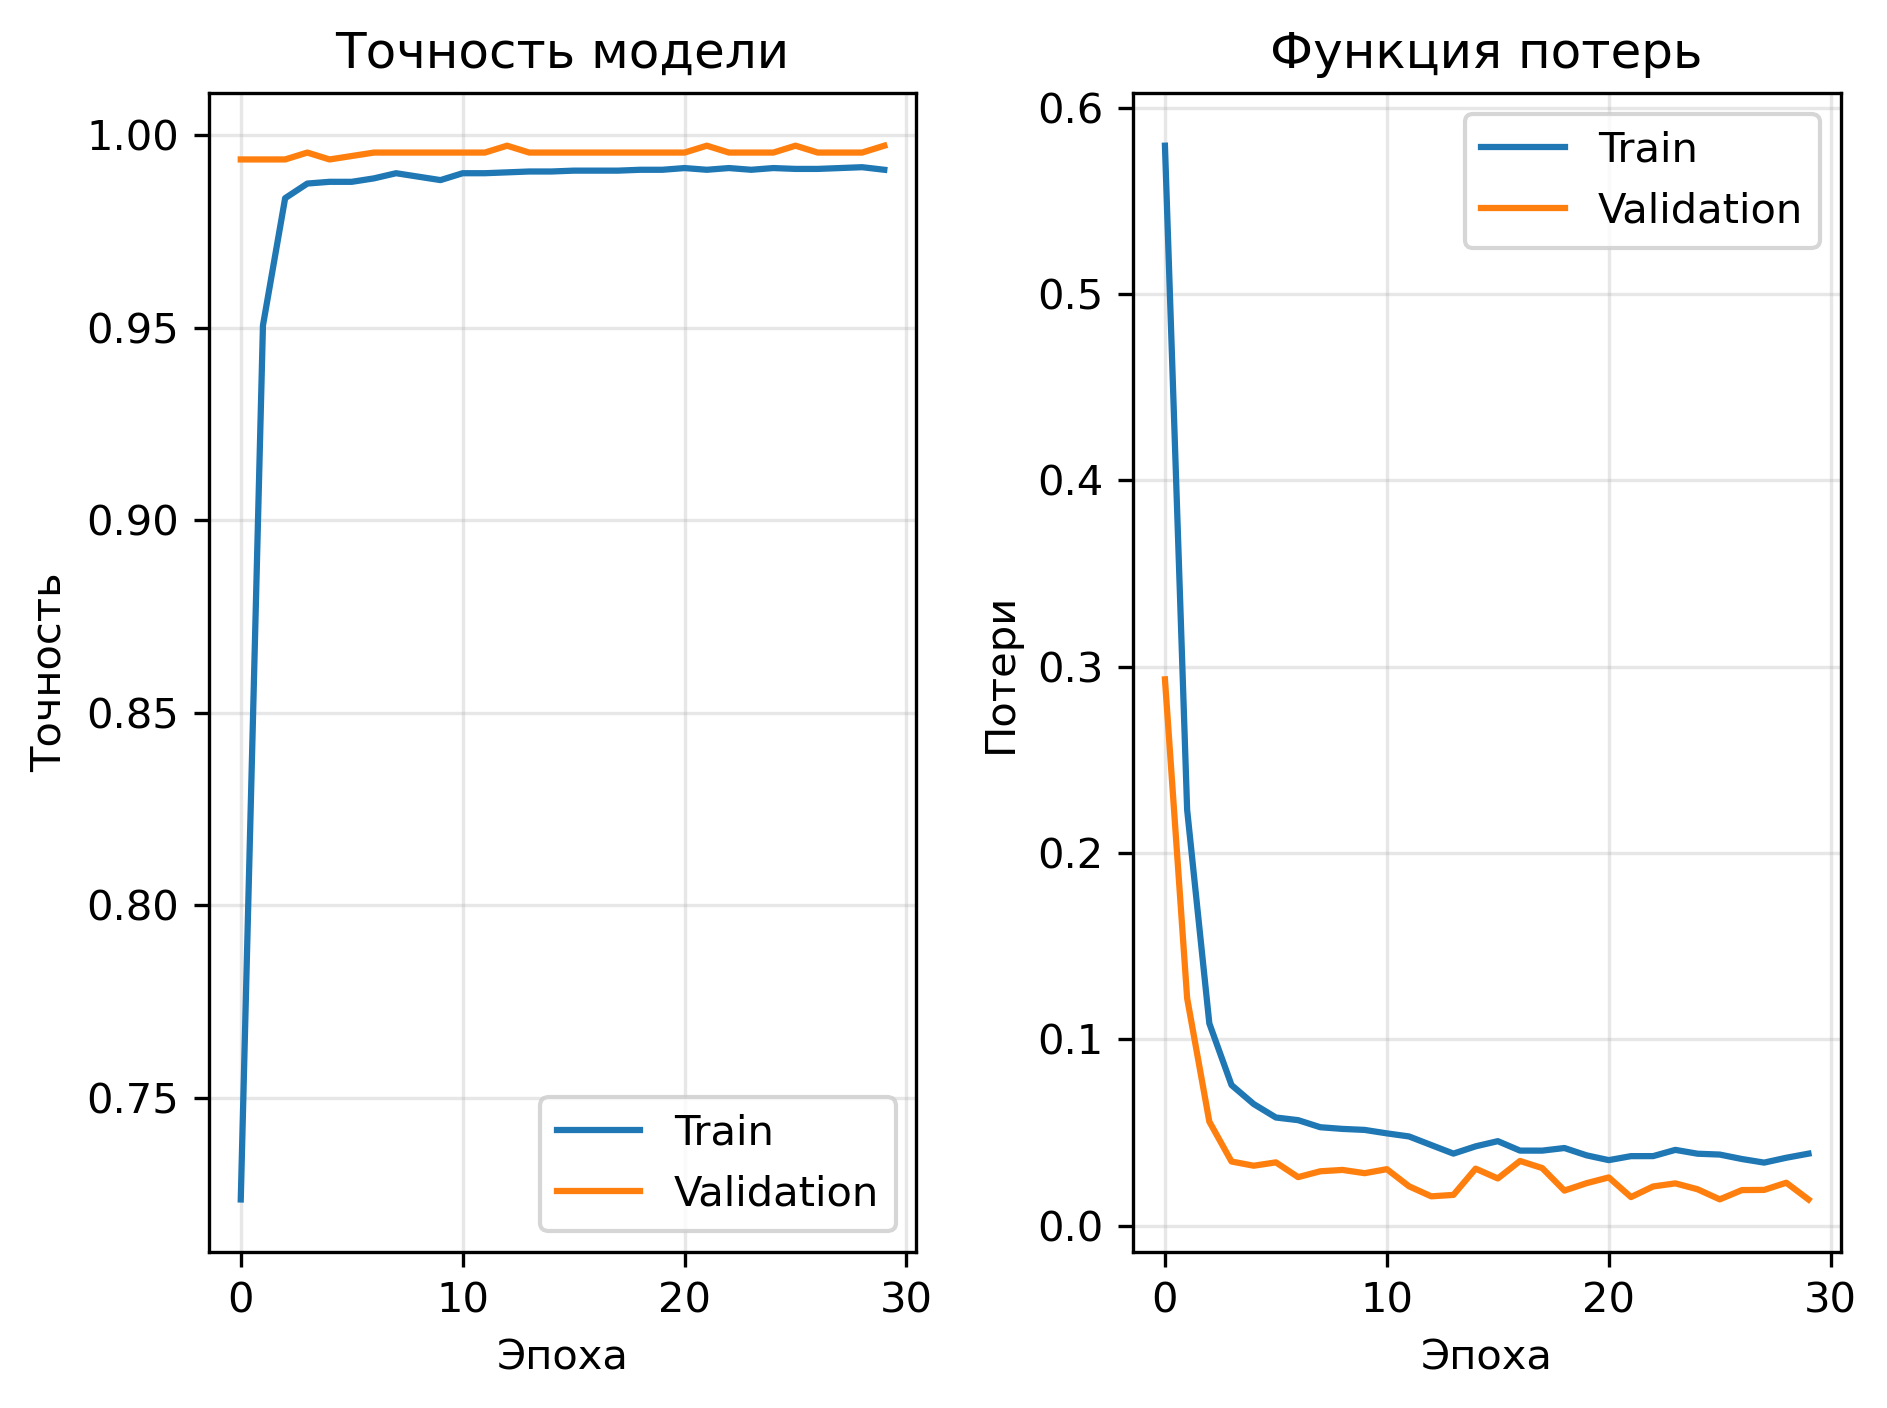 Точность модели
Точность
1.00
0.95
0.90
0.85
0.80
0.75
Train
Validation
0
10
20
30
Эпоха
Функция потерь
Потери
0.6
0.5
0.4
0.3
0.2
0.1
0.0
Train
Validation
0
10
20
30
Эпоха